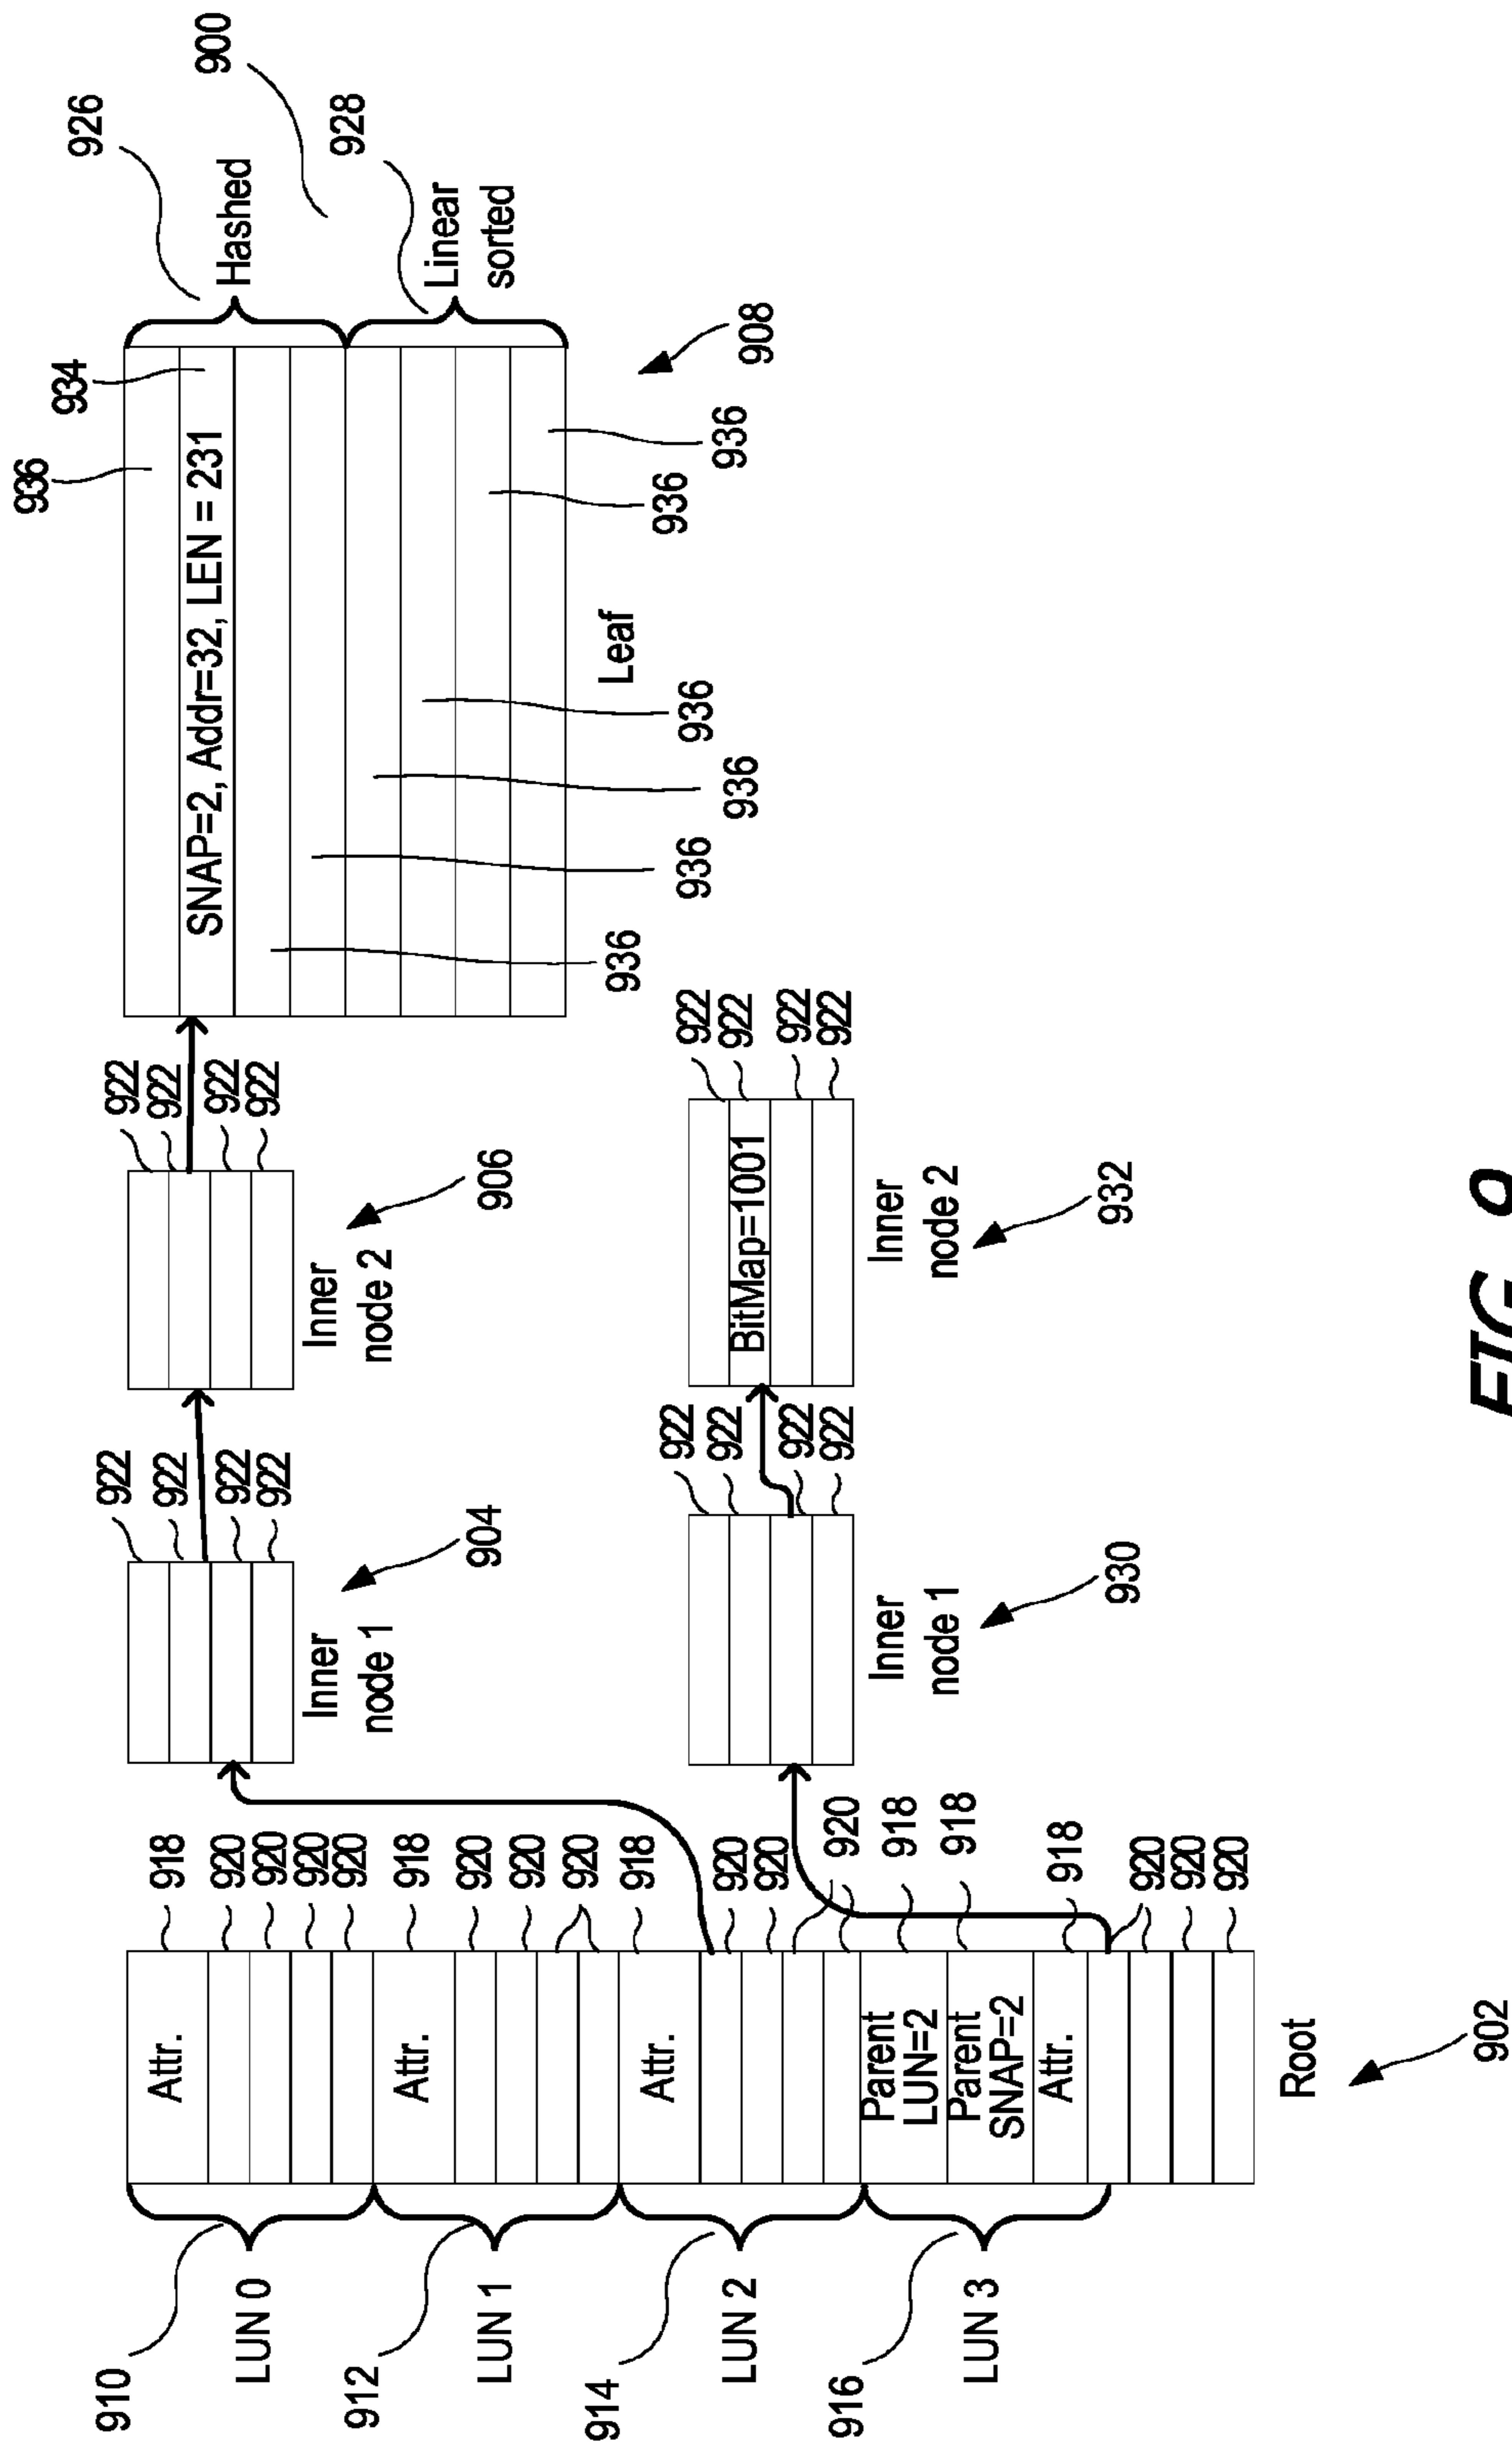 910
LUN 0
912
LUN 1
914
LUN 2
916
LUN 3
Attr.
918
920
920
920
920
Attr.
918
920
920
920
Attr.
918
920
920
920
Parent
LUN=2
918
Parent
SNAP=2
918
Attr.
918
920
920
920
Root
902
922
922
922
922
Inner
node 1
904
922
922
922
922
Inner
node 2
906
922
922
922
922
Inner
node 1
930
BitMap=1001
922
922
922
922
Inner
node 2
932
936
934
SNAP=2, Addr=32, LEN = 231
936
936
936
936
936
936
Leaf
908
926
Hashed
900
928
Linear
sorted
FIG. 9